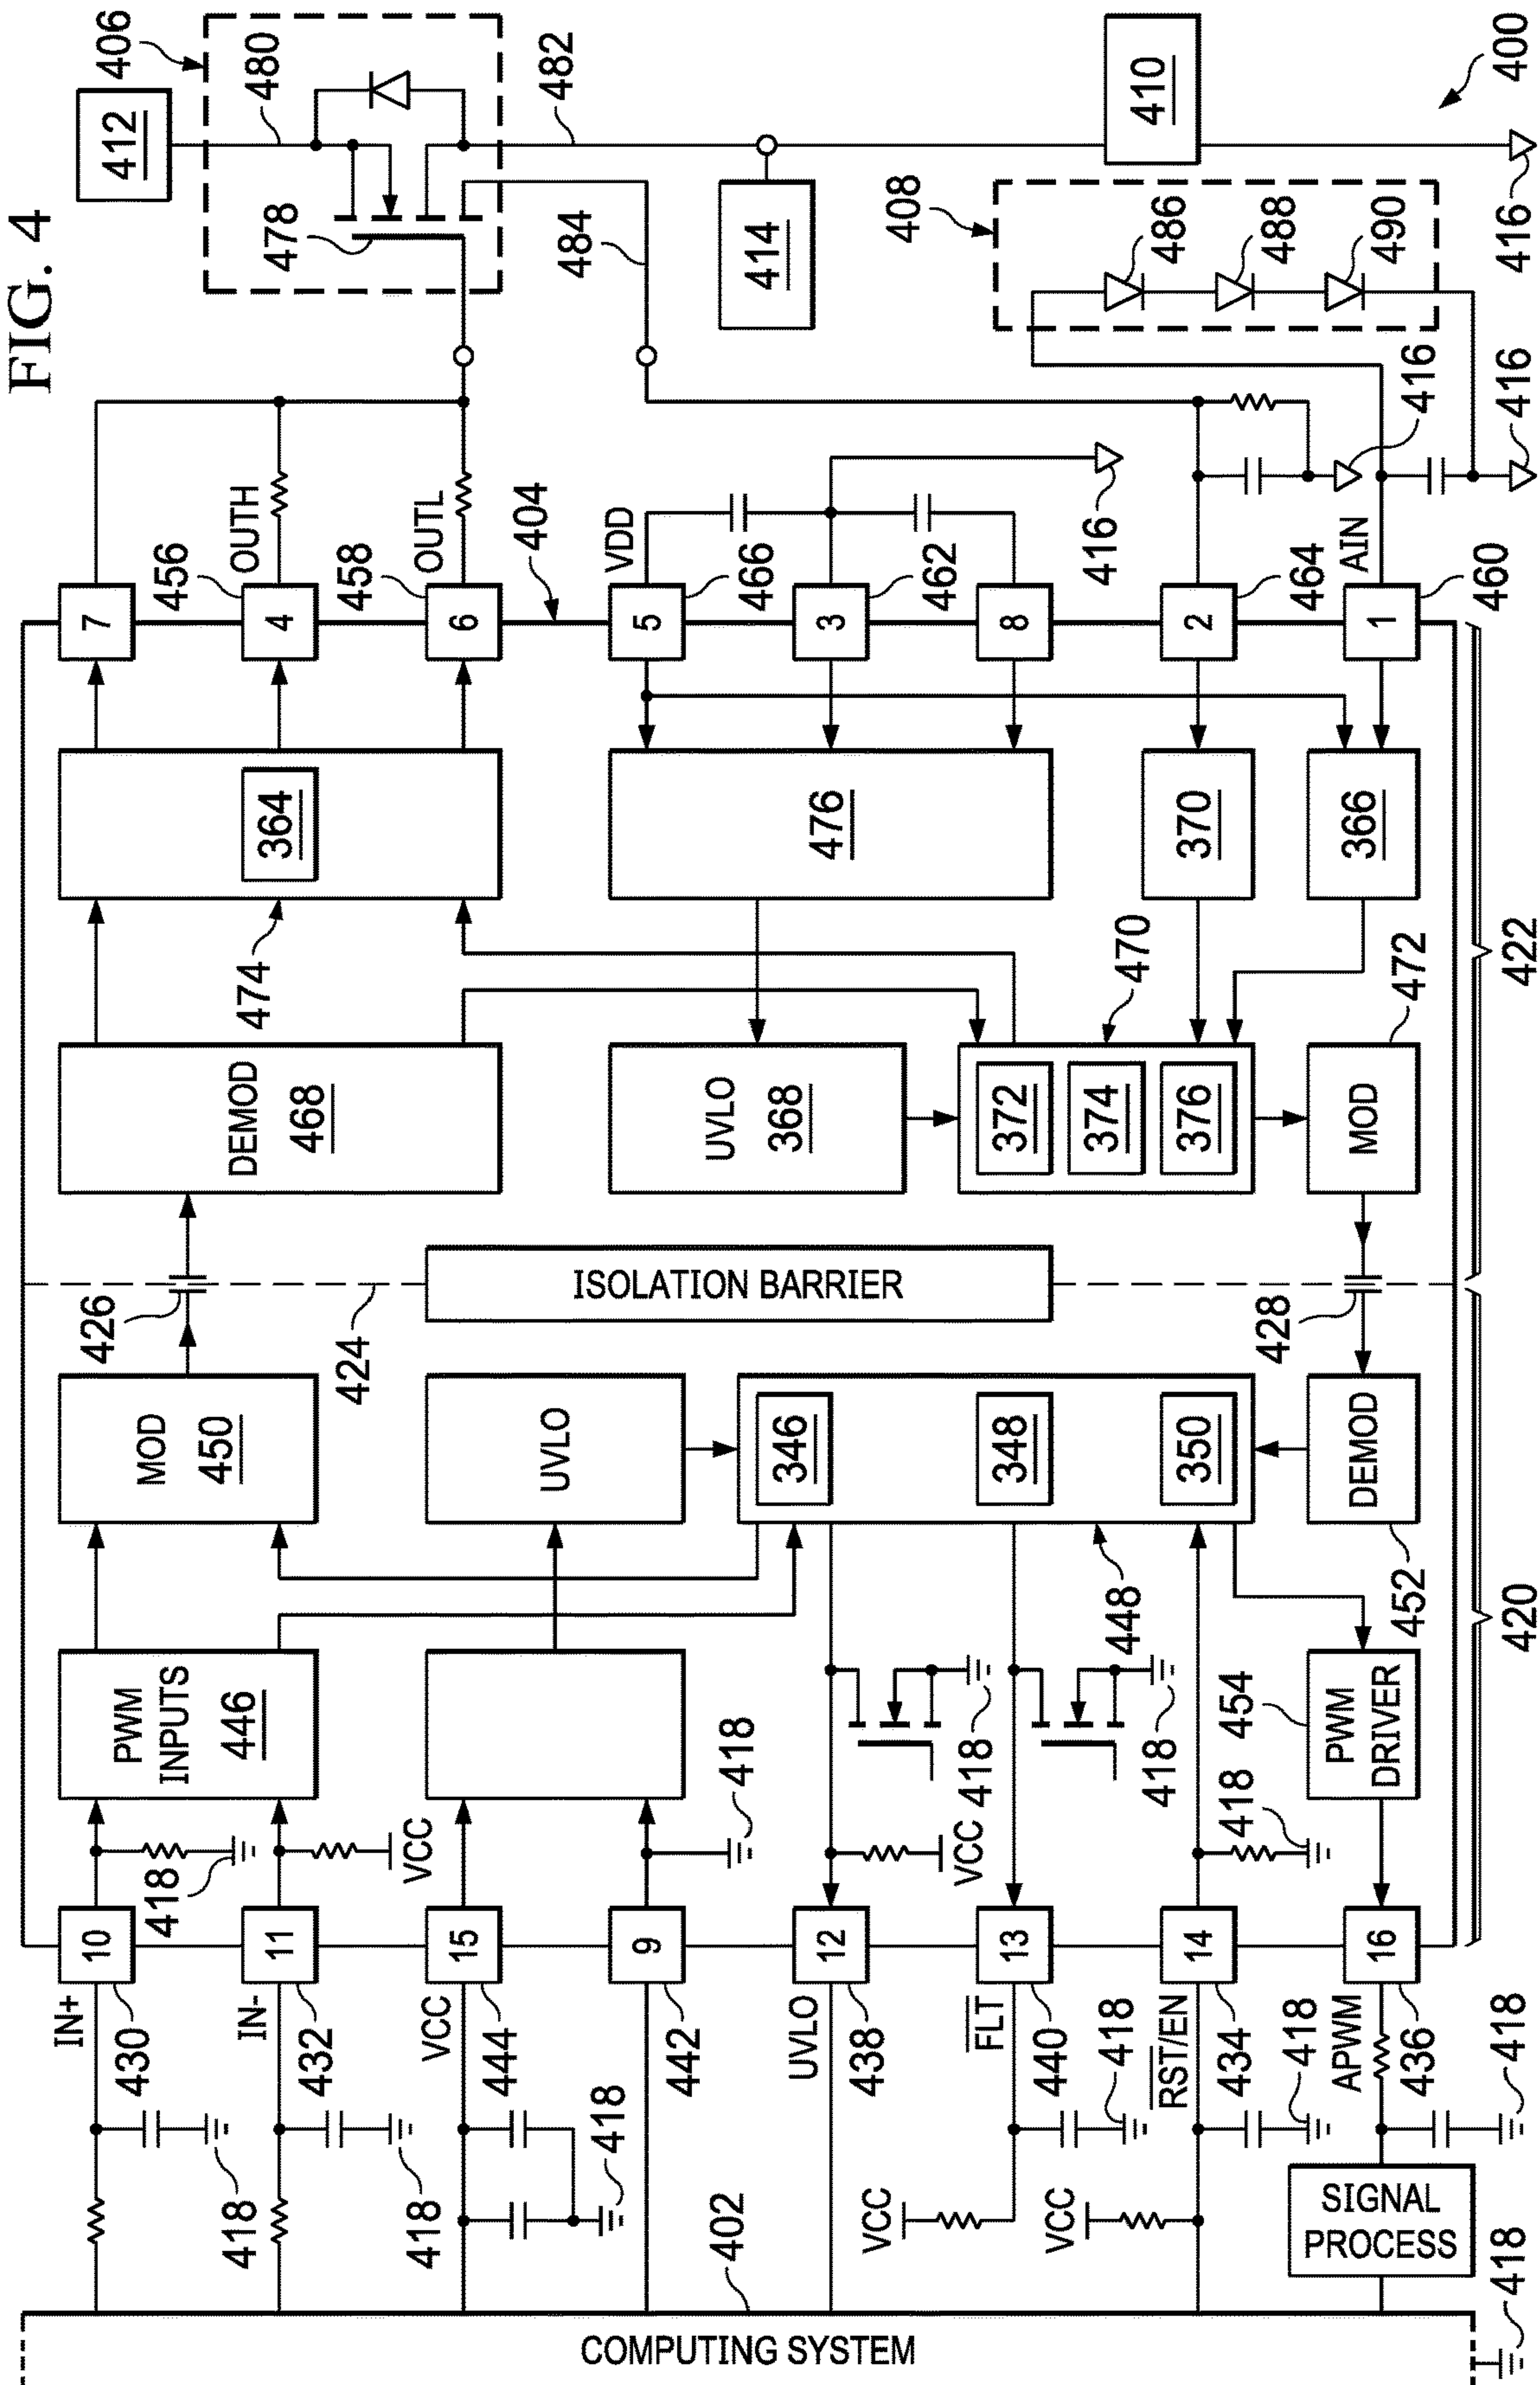 FIG. 4
400
COMPUTING SYSTEM
402
418
IN+
430
10
418
418
PWM
INPUTS
446
MOD
450
426
DEMOD
468
474
364
7
456
4
OUTH
458
6
OUTL
404
406
412
480
478
482
484
IN-
432
11
418
VCC
424
ISOLATION BARRIER
VCC
444
15
418
442
9
418
UVLO
UVLO
368
476
VDD
5
466
3
462
8
416
414
UVLO
438
12
VCC
418
346
348
350
448
470
372
374
376
FLT
440
13
418
VCC
418
RST/EN
434
14
418
VCC
418
370
2
464
416
408
486
488
490
410
416
APWM
436
16
418
SIGNAL
PROCESS
454
PWM
DRIVER
DEMOD
452
428
MOD
472
366
1
AIN
460
416
420
422